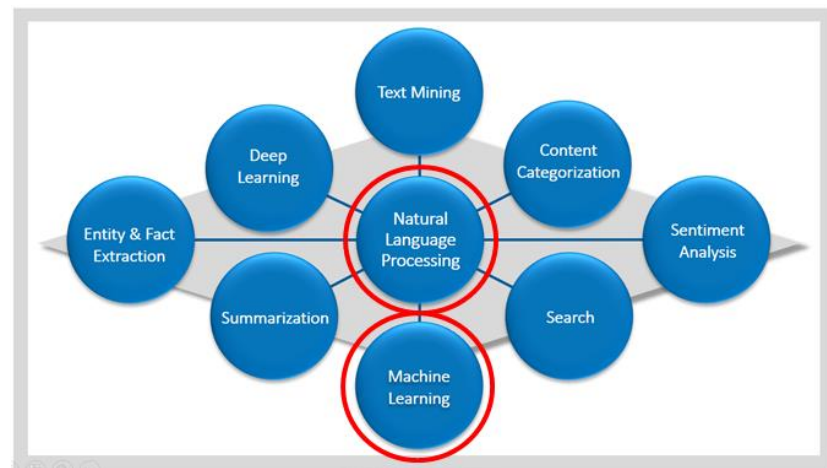 Text Mining
Deep
Learning
Content
Categorization
Entity & Fact
Extraction
Natural
Language
Processing
Sentiment
Analysis
Summarization
Search
Machine
Learning